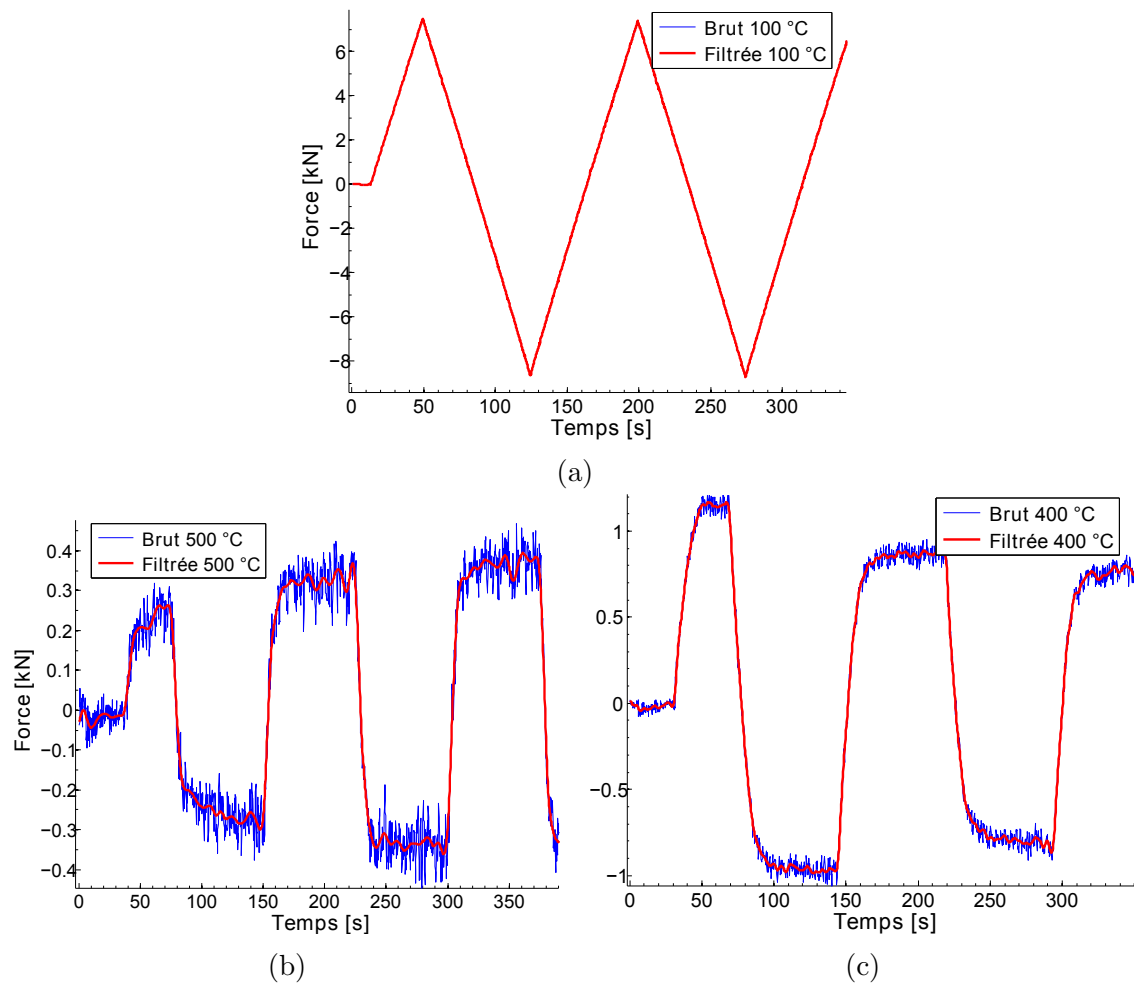 Brut 100 °C
Filtrée 100 °C
Force [kN]
6
4
2
0
−2
−4
−6
−8
0 50 100 150 200 250 300
Temps [s]
(a)
Brut 500 °C
Filtrée 500 °C
Force [kN]
0.4
0.3
0.2
0.1
0
−0.1
−0.2
−0.3
−0.4
0 50 100 150 200 250 300 350
Temps [s]
(b)
Brut 400 °C
Filtrée 400 °C
1
0.5
0
−0.5
−1
0 50 100 150 200 250 300
Temps [s]
(c)